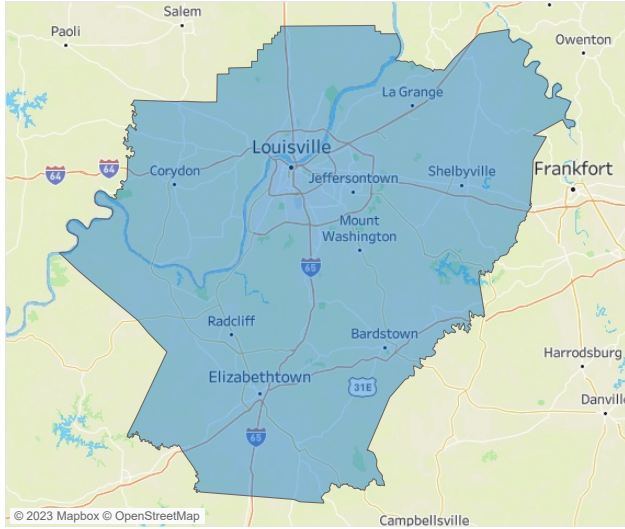 Salem
Paoli
Owenton
La Grange
Louisville
64
64
Corydon
Jeffersontown
Shelbyville
Frankfort
Mount
Washington
65
Radcliff
Bardstown
Harrodsburg
Elizabethtown
31E
Danvill
65
© 2023 Mapbox © OpenStreetMap
Campbellsville